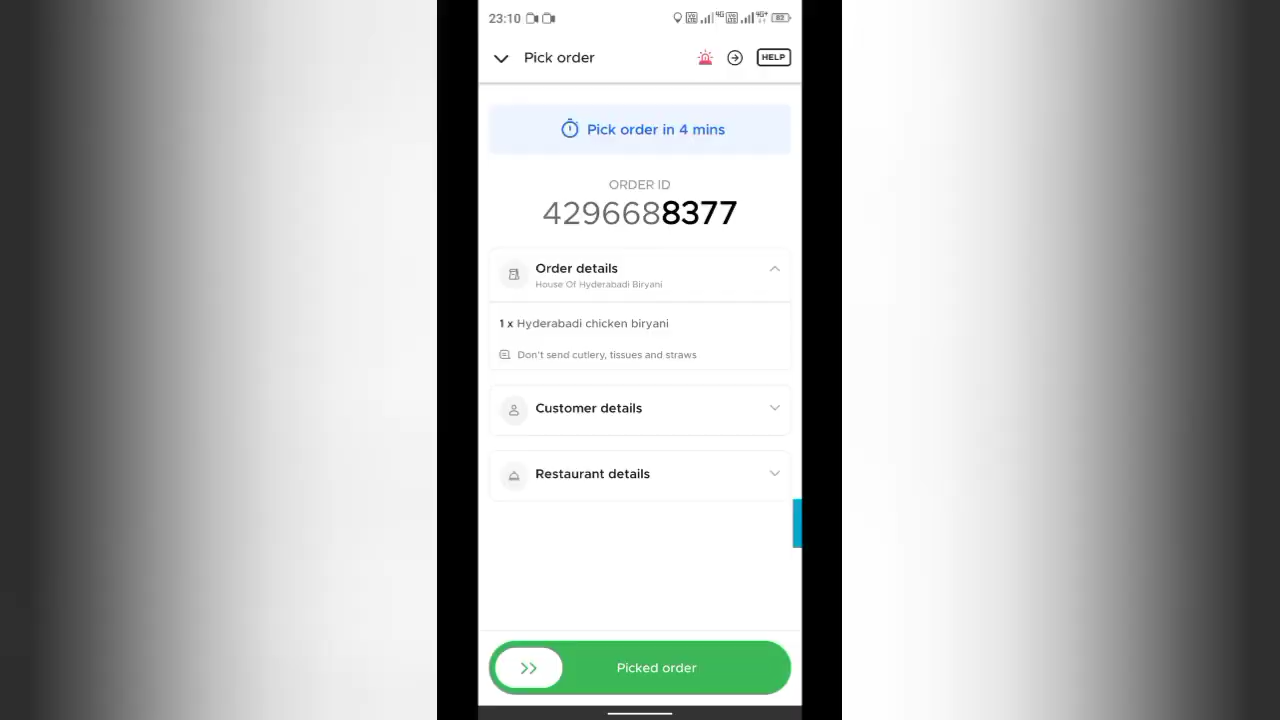 23:10
82
Pick order
HELP
Pick order in 4 mins
ORDER ID
4296688377
Order details
House Of Hyderabadi Biryani
1 x Hyderabadi chicken biryani
Don't send cutlery, tissues and straws
Customer details
Restaurant details
Picked order